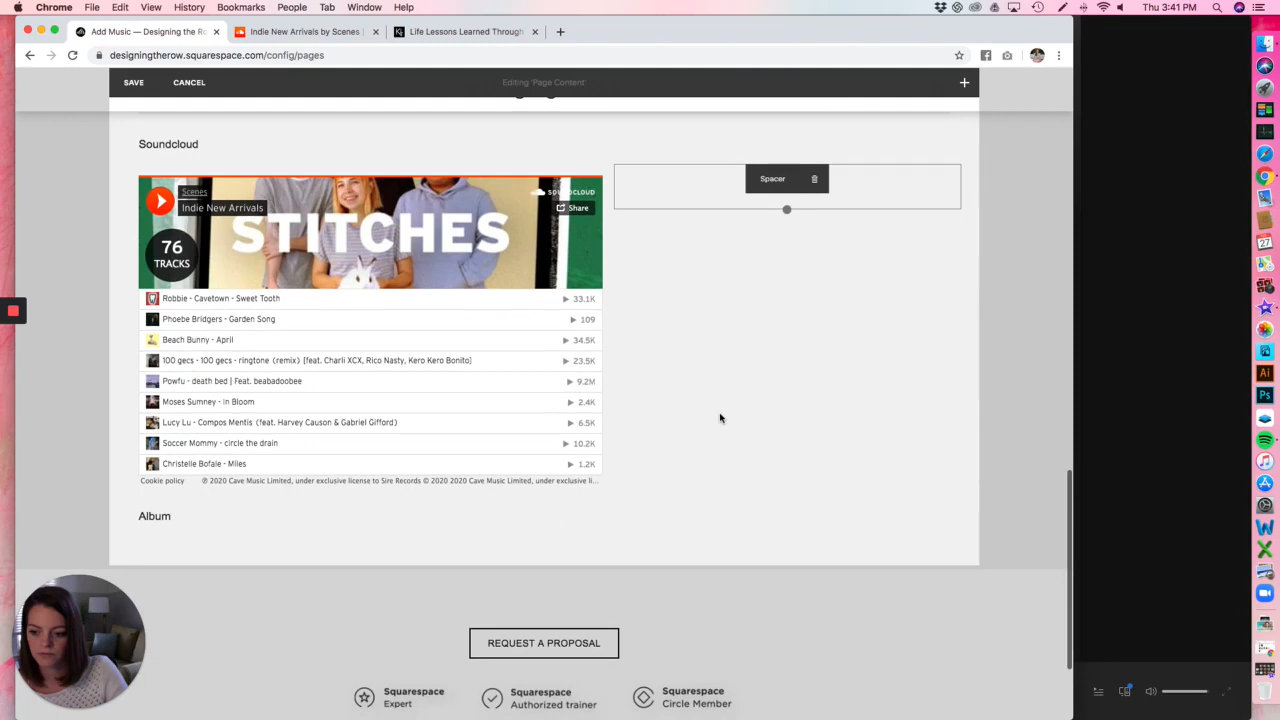 Chrome File Edit View History Bookmarks People Tab Window Help Thu 3:41 PM
Add Music — Designing the Ro
Indie New Arrivals by Scenes |
Life Lessons Learned Through
designingtherow.squarespace.com/config/pages
SAVE CANCEL Editing 'Page Content'
Soundcloud
Scenes
Indie New Arrivals
SOUNDCLOUD
Share
STITCHES
76
TRACKS
Robbie - Cavetown - Sweet Tooth 33.1K
Phoebe Bridgers - Garden Song 109
Beach Bunny - April 34.5K
100 gecs - 100 gecs - ringtone (remix) [feat. Charli XCX, Rico Nasty, Kero Kero Bonito] 23.5K
Powfu - death bed | Feat. beabadoobee 9.2M
Moses Sumney - in Bloom 2.4K
Lucy Lu - Compos Mentis (feat. Harvey Causon & Gabriel Gifford) 6.5K
Soccer Mommy - circle the drain 10.2K
Christelle Bofale - Miles 1.2K
Cookie policy ℗ 2020 Cave Music Limited, under exclusive license to Sire Records © 2020 2020 Cave Music Limited, under exclusive li...
Spacer
Album
REQUEST A PROPOSAL
Squarespace
Expert
Squarespace
Authorized trainer
Squarespace
Circle Member
27
Ai
Ps